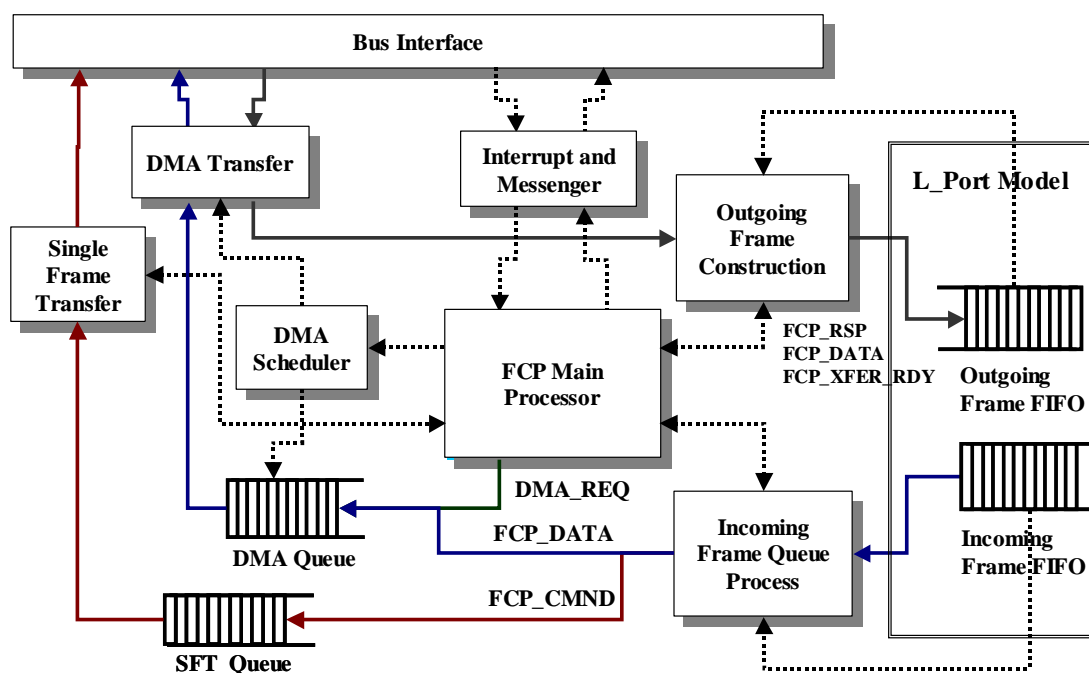 Bus Interface
DMA Transfer
Interrupt and
Messenger
L_Port Model
Outgoing
Frame
Construction
Single
Frame
Transfer
DMA
Scheduler
FCP Main
Processor
FCP_RSP
FCP_DATA
FCP_XFER_RDY
Outgoing
Frame FIFO
DMA_REQ
FCP_DATA
DMA Queue
Incoming
Frame Queue
Process
Incoming
Frame FIFO
FCP_CMND
SFT_Queue